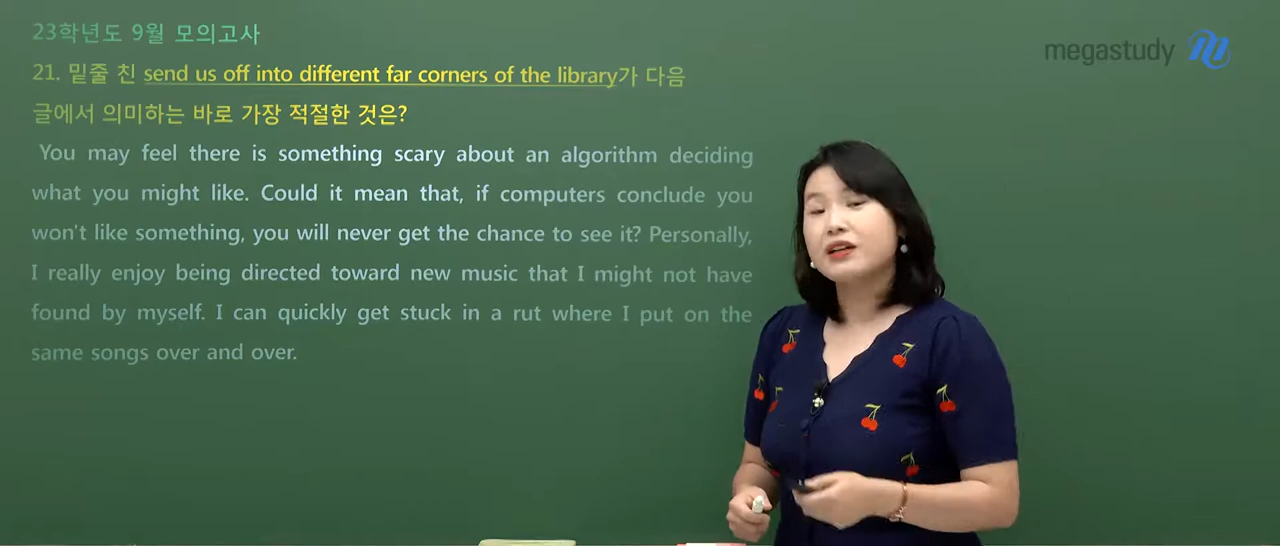 23학년도 9월 모의고사
megastudy
21. 밑줄 친 send us off into different far corners of the library가 다음
글에서 의미하는 바로 가장 적절한 것은?
You may feel there is something scary about an algorithm deciding
what you might like. Could it mean that, if computers conclude you
won't like something, you will never get the chance to see it? Personally,
I really enjoy being directed toward new music that I might not have
found by myself. I can quickly get stuck in a rut where I put on the
same songs over and over.